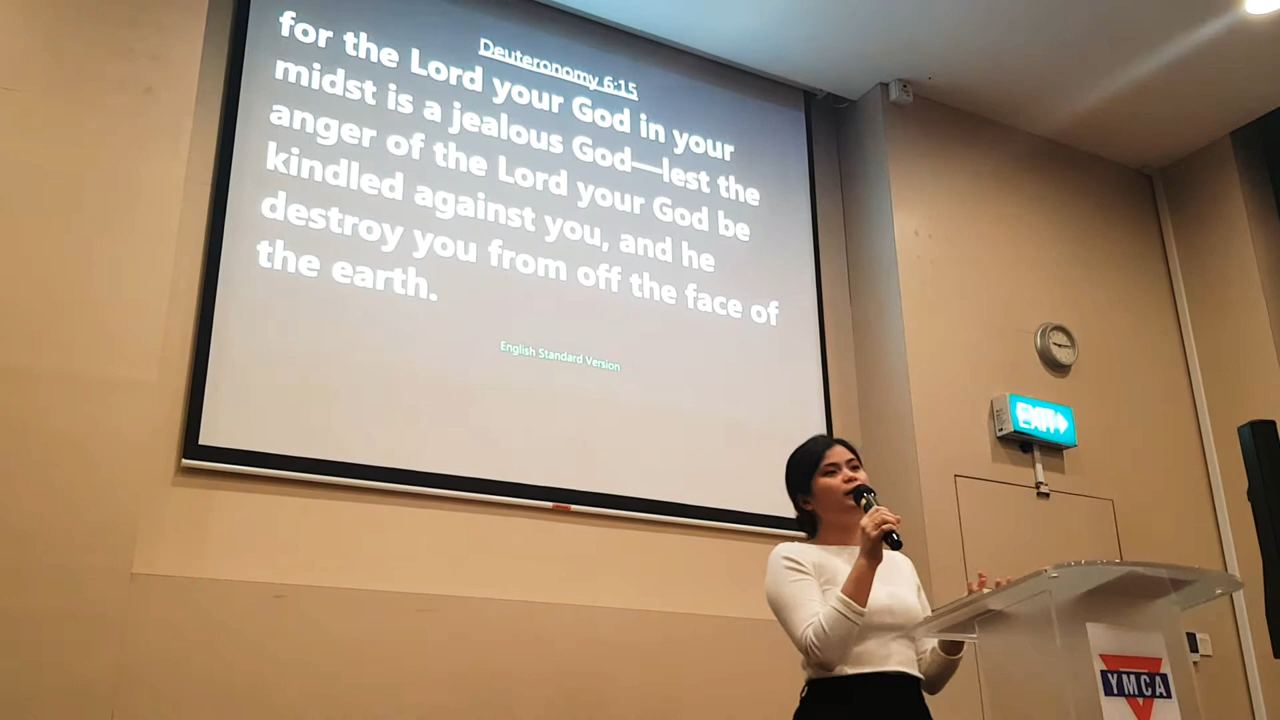 Deuteronomy 6:15
for the Lord your God in your
midst is a jealous God—lest the
anger of the Lord your God be
kindled against you, and he
destroy you from off the face of
the earth.
English Standard Version
EXIT
YMCA